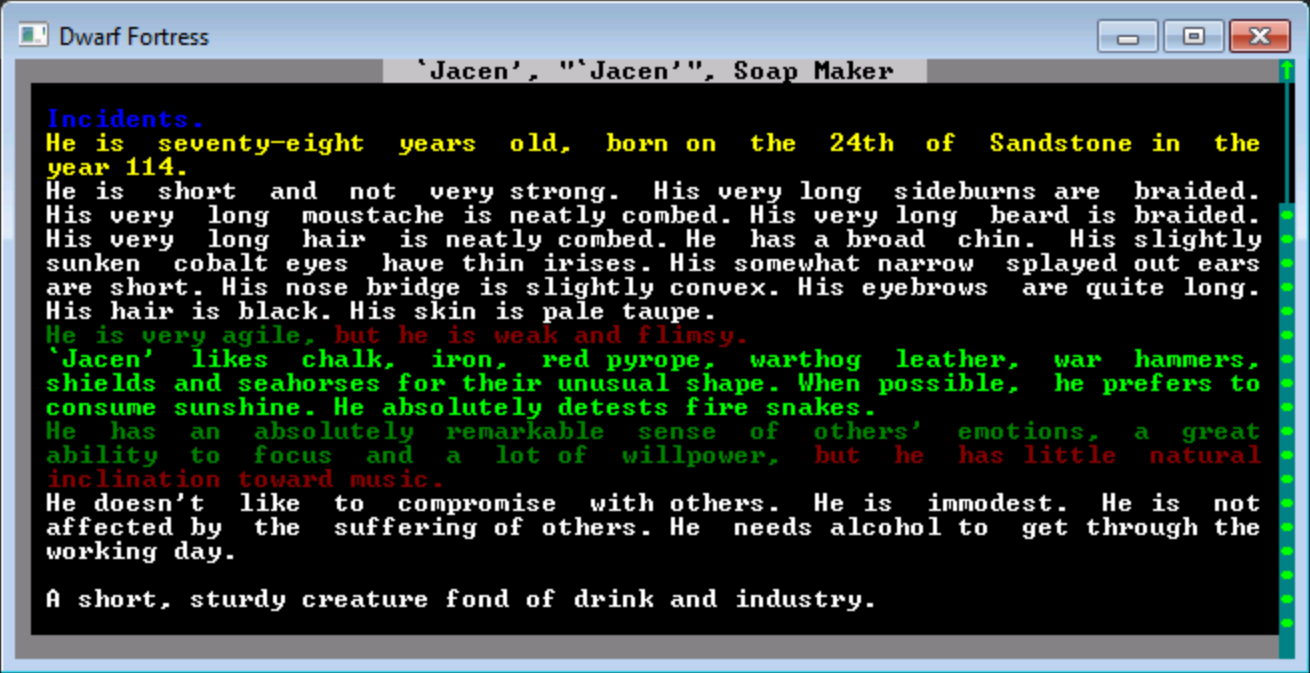 Dwarf Fortress
`Jacen', "`Jacen'", Soap Maker
Incidents.
He is seventy-eight years old, born on the 24th of Sandstone in the
year 114.
He is short and not very strong. His very long sideburns are braided.
His very long moustache is neatly combed. His very long beard is braided.
His very long hair is neatly combed. He has a broad chin. His slightly
sunken cobalt eyes have thin irises. His somewhat narrow splayed out ears
are short. His nose bridge is slightly convex. His eyebrows are quite long.
His hair is black. His skin is pale taupe.
He is very agile, but he is weak and flimsy.
`Jacen' likes chalk, iron, red pyrope, warthog leather, war hammers,
shields and seahorses for their unusual shape. When possible, he prefers to
consume sunshine. He absolutely detests fire snakes.
He has an absolutely remarkable sense of others' emotions, a great
ability to focus and a lot of willpower, but he has little natural
inclination toward music.
He doesn't like to compromise with others. He is immodest. He is not
affected by the suffering of others. He needs alcohol to get through the
working day.
A short, sturdy creature fond of drink and industry.